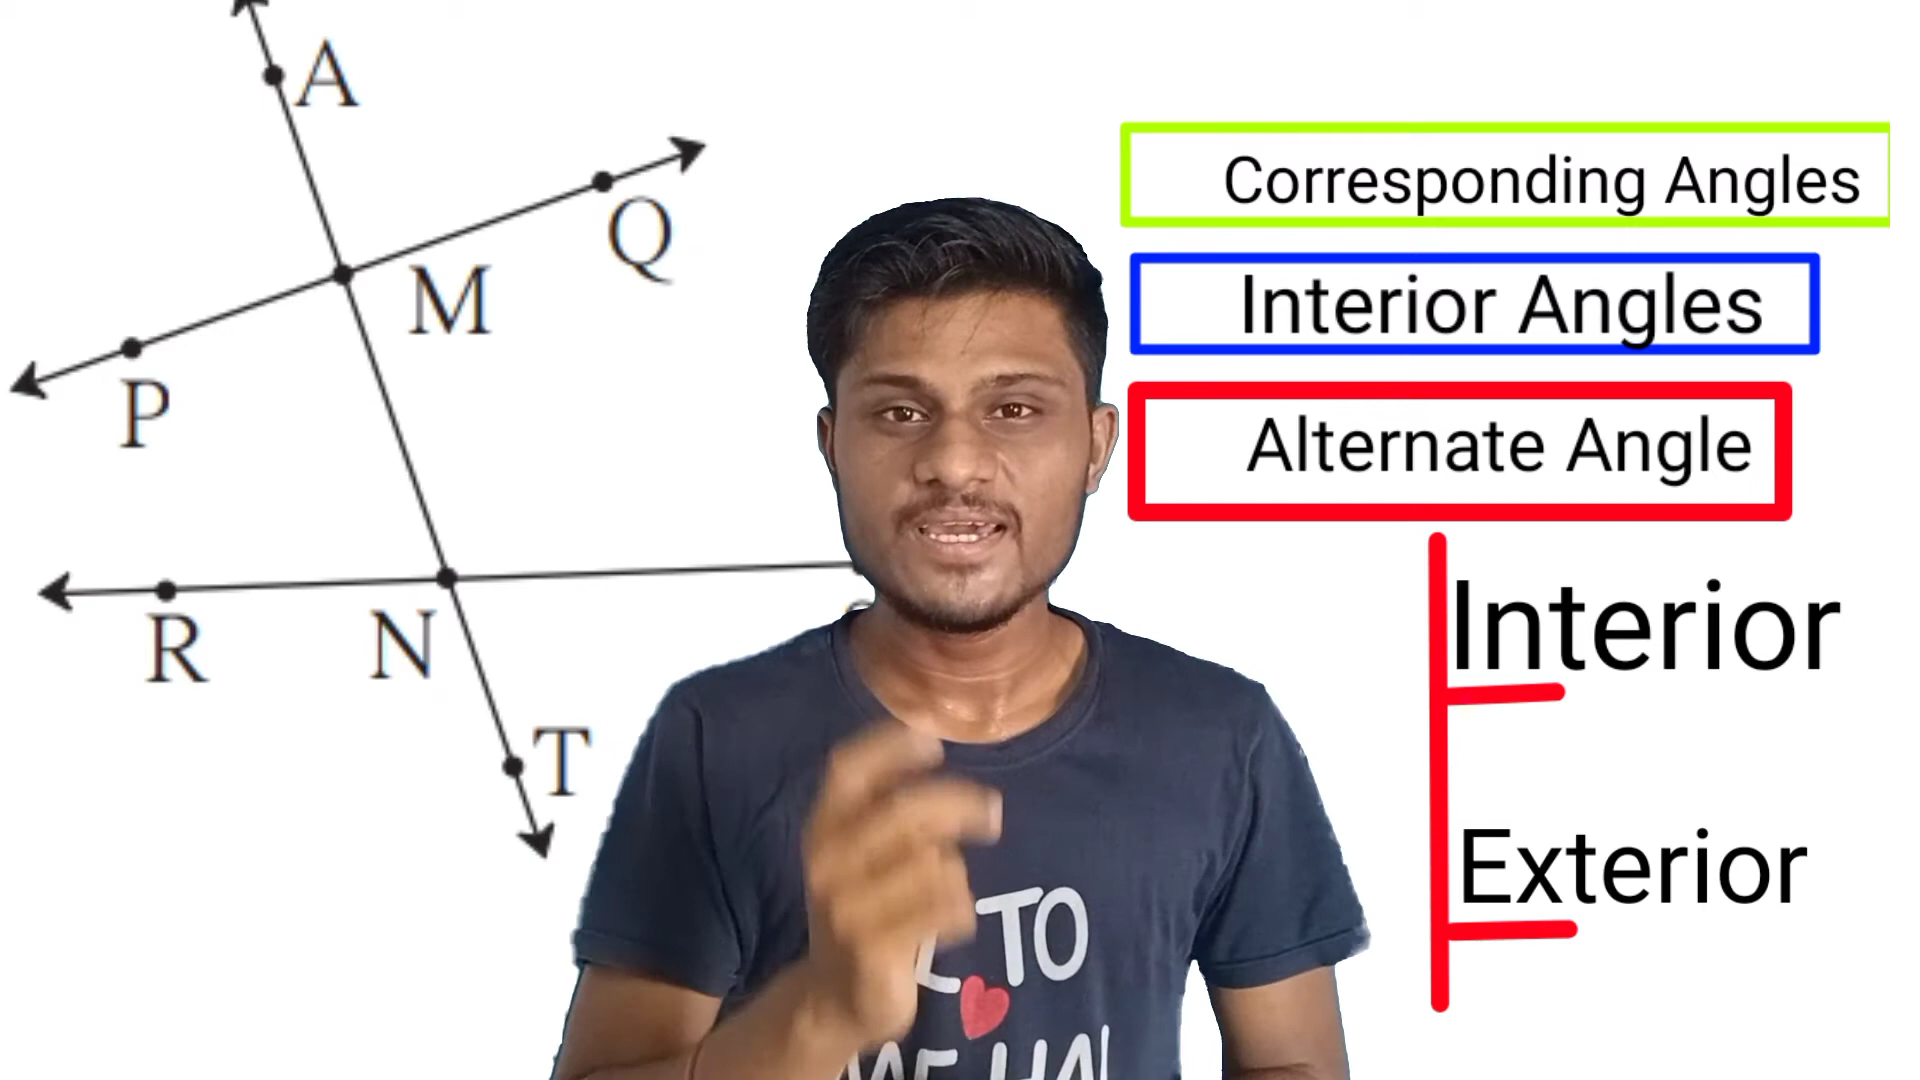 A
Q
M
P
R
N
T
Corresponding Angles
Interior Angles
Alternate Angle
Interior
Exterior
TO